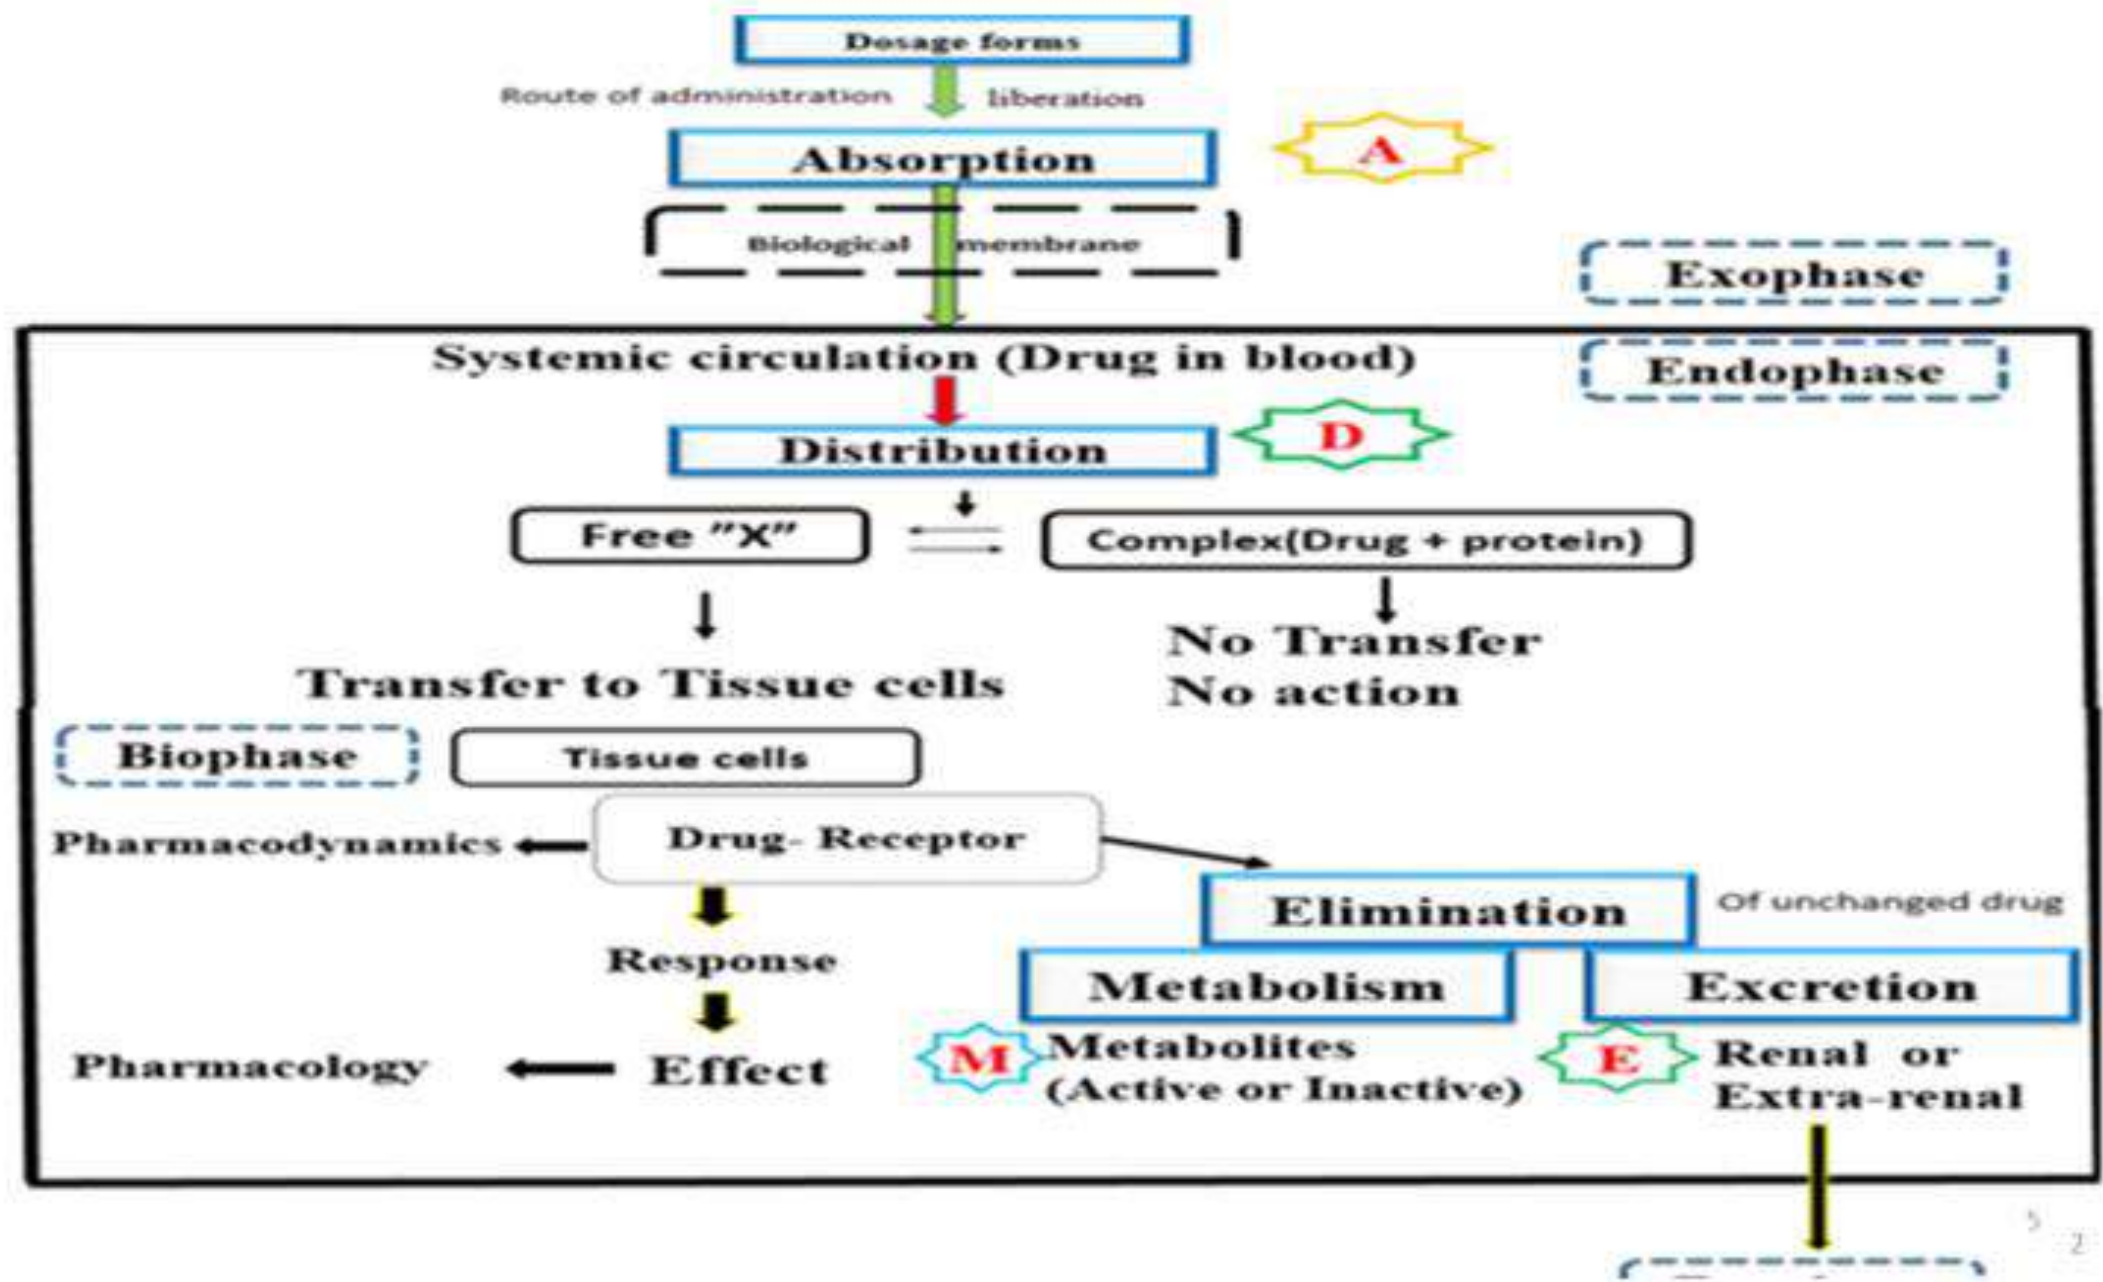 Dosage forms
Route of administration liberation
Absorption
A
Biological membrane
Exophase
Systemic circulation (Drug in blood)
Endophase
Distribution
D
Free "X"
Complex(Drug + protein)
Transfer to Tissue cells
No Transfer
No action
Biophase
Tissue cells
Pharmacodynamics
Drug- Receptor
Elimination
Of unchanged drug
Response
Metabolism
Excretion
Pharmacology
Effect
M
Metabolites
(Active or Inactive)
E
Renal or
Extra-renal
5
2